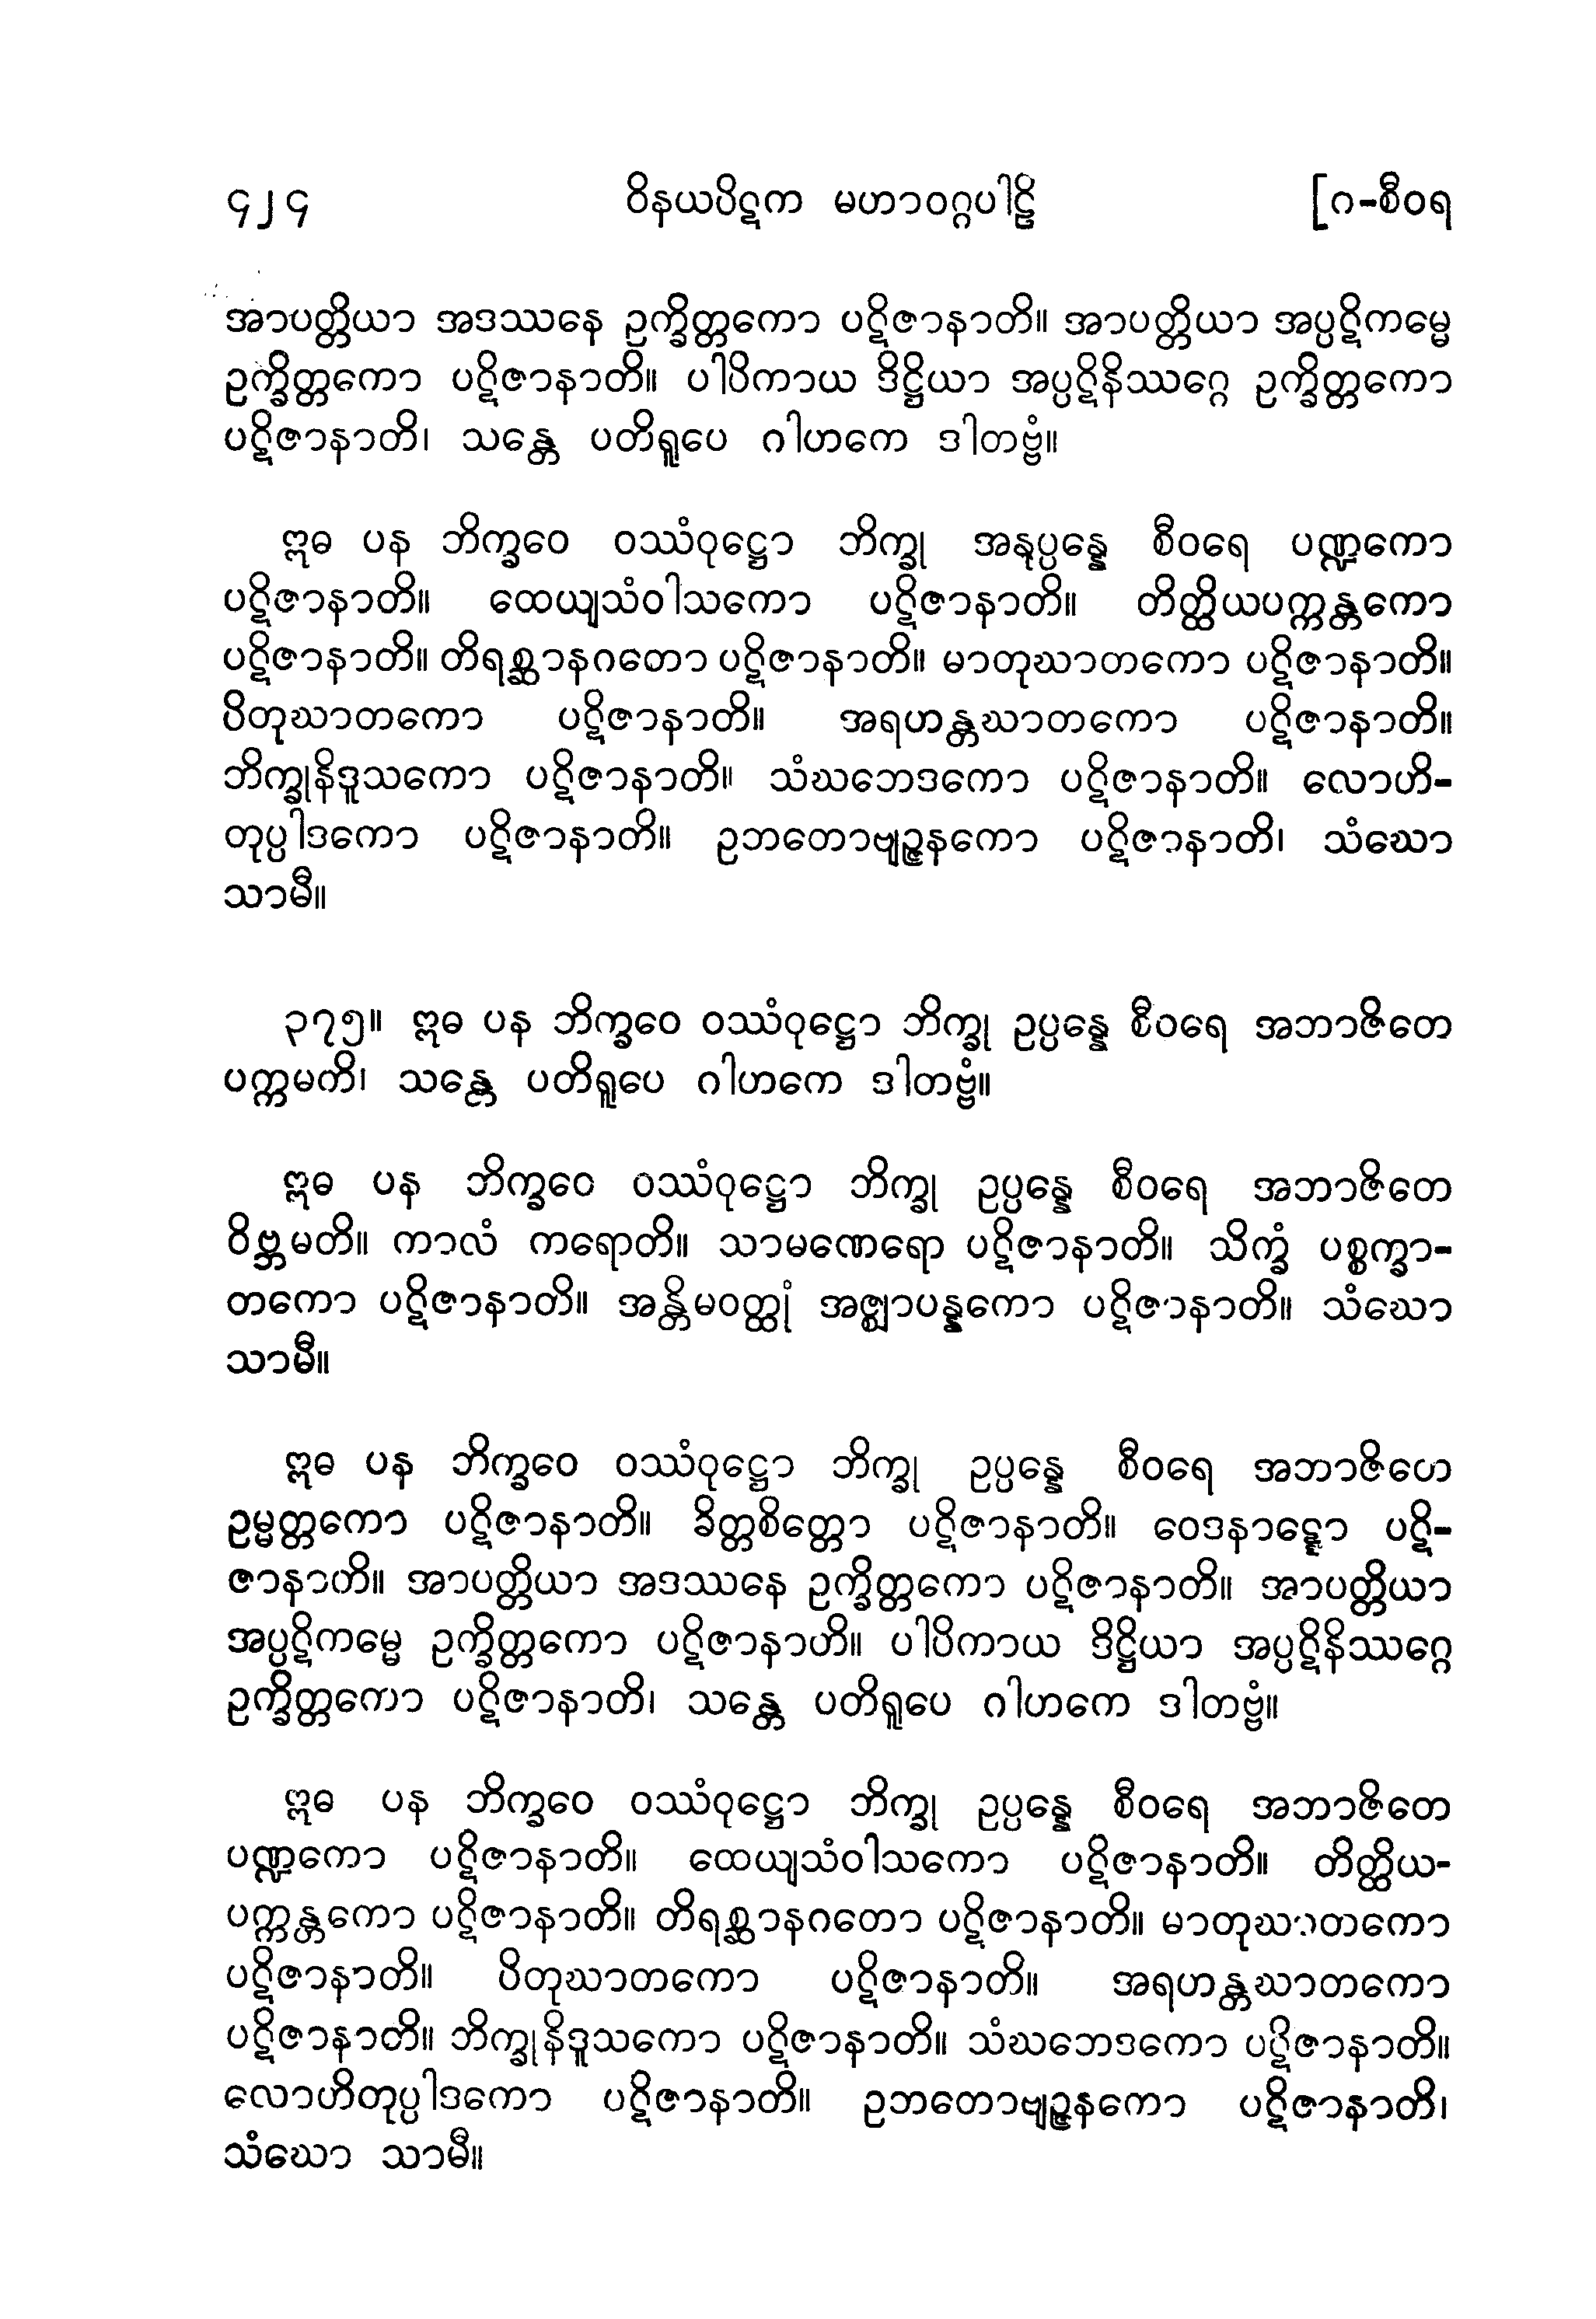 ၄၂၄ ဝိနယပိဋက မဟာဝဂ္ဂပါဠိ [ဂ-စီဝရ
အာပတ္တိယာ အဒဿနေ ဥက္ခိတ္တကော ပဋိဇာနာတိ။ အာပတ္တိယာ အပ္ပဋိကမ္မေ
ဥက္ခိတ္တကော ပဋိဇာနာတိ။ ပါပိကာယ ဒိဋ္ဌိယာ အပ္ပဋိနိဿဂ္ဂေ ဥက္ခိတ္တကော
ပဋိဇာနာတိ၊ သန္တေ ပတိရူပေ ဂါဟကေ ဒါတဗ္ဗံ။
ဣဓ ပန ဘိက္ခဝေ ဝဿံဝုဋ္ဌော ဘိက္ခု အနုပ္ပန္နေ စီဝရေ ပဏ္ဍကော
ပဋိဇာနာတိ။ ထေယျသံဝါသကော ပဋိဇာနာတိ။ တိတ္ထိယပက္ကန္တကော
ပဋိဇာနာတိ။ တိရစ္ဆာနဂတော ပဋိဇာနာတိ။ မာတုဃာတကော ပဋိဇာနာတိ။
ပိတုဃာတကော ပဋိဇာနာတိ။ အရဟန္တဃာတကော ပဋိဇာနာတိ။
ဘိက္ခုနိဒူသကော ပဋိဇာနာတိ။ သံဃဘေဒကော ပဋိဇာနာတိ။ လောဟိ-
တုပ္ပါဒကော ပဋိဇာနာတိ။ ဥဘတောဗျဉ္ဇနကော ပဋိဇာနာတိ၊ သံဃော
သာမီ။
၃၇၅။ ဣဓ ပန ဘိက္ခဝေ ဝဿံဝုဋ္ဌော ဘိက္ခု ဥပ္ပန္နေ စီဝရေ အဘာဇိတေ
ပက္ကမကိ၊ သန္တေ ပတိရူပေ ဂါဟကေ ဒါတဗ္ဗံ။
ဣဓ ပန ဘိက္ခဝေ ဝဿံဝုဋ္ဌော ဘိက္ခု ဥပ္ပန္နေ စီဝရေ အဘာဇိတေ
ဝိဗ္ဘမတိ။ ကာလံ ကရောတိ။ သာမဏေရော ပဋိဇာနာတိ။ သိက္ခံ ပစ္စက္ခာ-
တကော ပဋိဇာနာတိ။ အန္တိမဝတ္ထုံ အဇ္ဈာပန္နကော ပဋိဇာနာတိ။ သံဃော
သာမီ။
ဣဓ ပန ဘိက္ခဝေ ဝဿံဝုဋ္ဌော ဘိက္ခု ဥပ္ပန္နေ စီဝရေ အဘာဇိဟေ
ဥမ္မတ္တကော ပဋိဇာနာတိ။ ခိတ္တစိတ္တော ပဋိဇာနာတိ။ ဝေဒနာဋ္ဋော ပဋိ-
ဇာနာကိ။ အာပတ္တိယာ အဒဿနေ ဥက္ခိတ္တကော ပဋိဇာနာတိ။ အာပတ္တိယာ
အပ္ပဋိကမ္မေ ဥက္ခိတ္တကော ပဋိဇာနာဟိ။ ပါပိကာယ ဒိဋ္ဌိယာ အပ္ပဋိနိဿဂ္ဂေ
ဥက္ခိတ္တကော ပဋိဇာနာတိ၊ သန္တေ ပတိရူပေ ဂါဟကေ ဒါတဗ္ဗံ။
ဣဓ ပန ဘိက္ခဝေ ဝဿံဝုဋ္ဌော ဘိက္ခု ဥပ္ပန္နေ စီဝရေ အဘာဇိတေ
ပဏ္ဍကော ပဋိဇာနာတိ။ ထေယျသံဝါသကော ပဋိဇာနာတိ။ တိတ္ထိယ-
ပက္ကန္တကော ပဋိဇာနာတိ။ တိရစ္ဆာနဂတော ပဋိဇာနာတိ။ မာတုဃာတကော
ပဋိဇာနာတိ။ ပိတုဃာတကော ပဋိဇာနာတိ။ အရဟန္တဃာတကော
ပဋိဇာနာတိ။ ဘိက္ခုနိဒူသကော ပဋိဇာနာတိ။ သံဃဘေဒကော ပဋိဇာနာတိ။
လောဟိတုပ္ပါဒကော ပဋိဇာနာတိ။ ဥဘတောဗျဉ္ဇနကော ပဋိဇာနာတိ၊
သံဃော သာမီ။